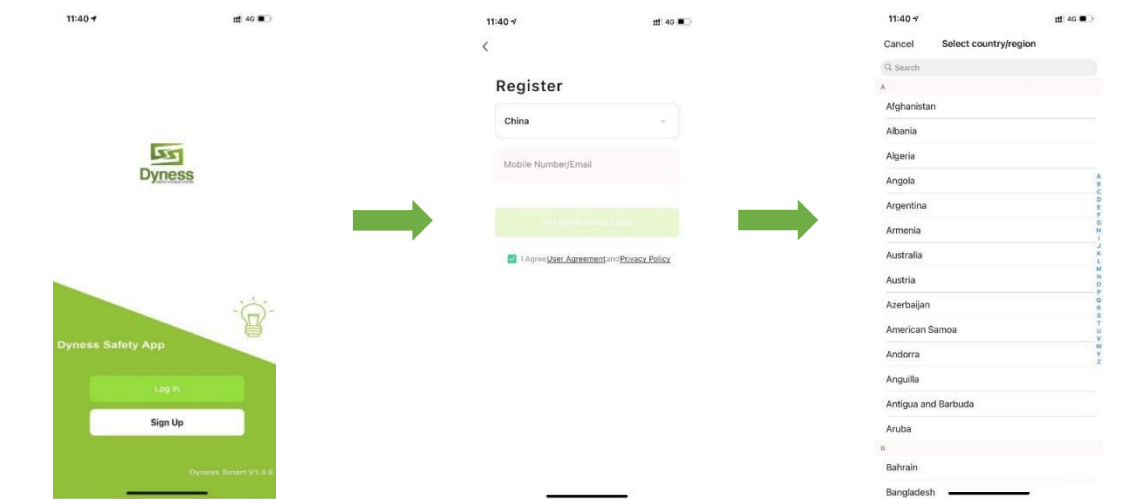 11:40
4G
Dyness
Dyness Safety App
Log In
Sign Up
Dyness Smart V1.0.0
11:40
4G
Register
China
Mobile Number/Email
Get Verification Code
I Agree User Agreement and Privacy Policy
11:40
4G
Cancel Select country/region
Search
A
Afghanistan
Albania
Algeria
Angola
Argentina
Armenia
Australia
Austria
Azerbaijan
American Samoa
Andorra
Anguilla
Antigua and Barbuda
Aruba
B
Bahrain
Bangladesh
A
B
C
D
E
F
G
H
I
J
K
L
M
N
O
P
Q
R
S
T
U
V
W
Y
Z